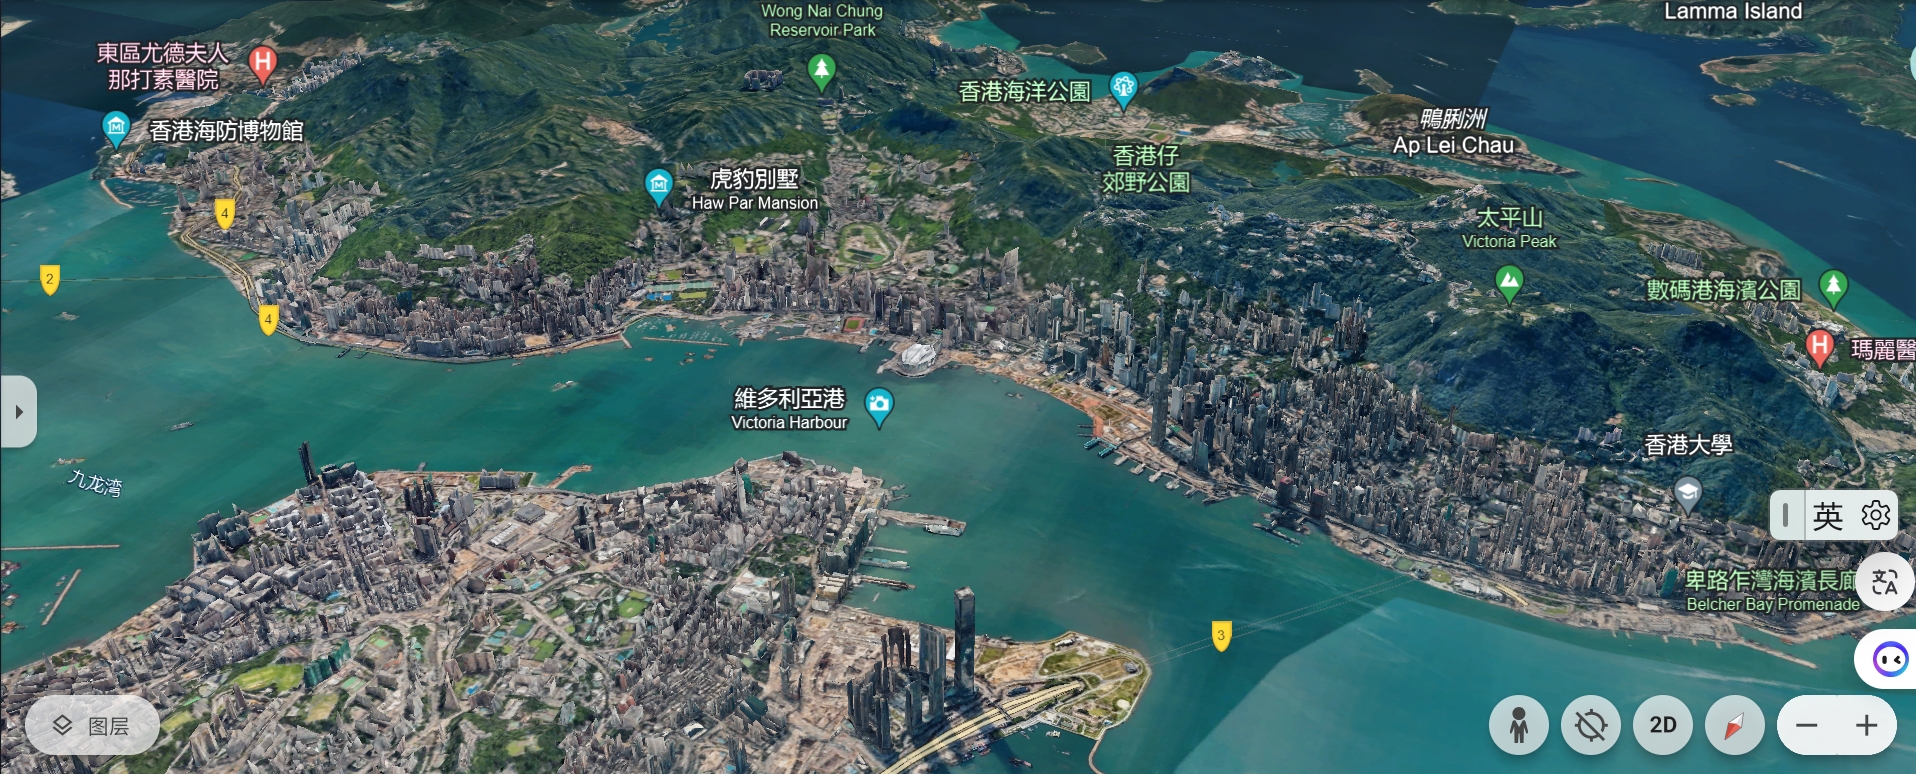 Wong Nai Chung
Reservoir Park
Lamma Island
東區尤德夫人
那打素醫院
H
香港海洋公園
香港海防博物館
M
鴨脷洲
Ap Lei Chau
香港仔
郊野公園
虎豹別墅
Haw Par Mansion
M
4
太平山
Victoria Peak
2
數碼港海濱公園
4
H
瑪麗醫
維多利亞港
Victoria Harbour
香港大學
九龙湾
英
卑路乍灣海濱長廊
Belcher Bay Promenade
文A
3
图层
2D